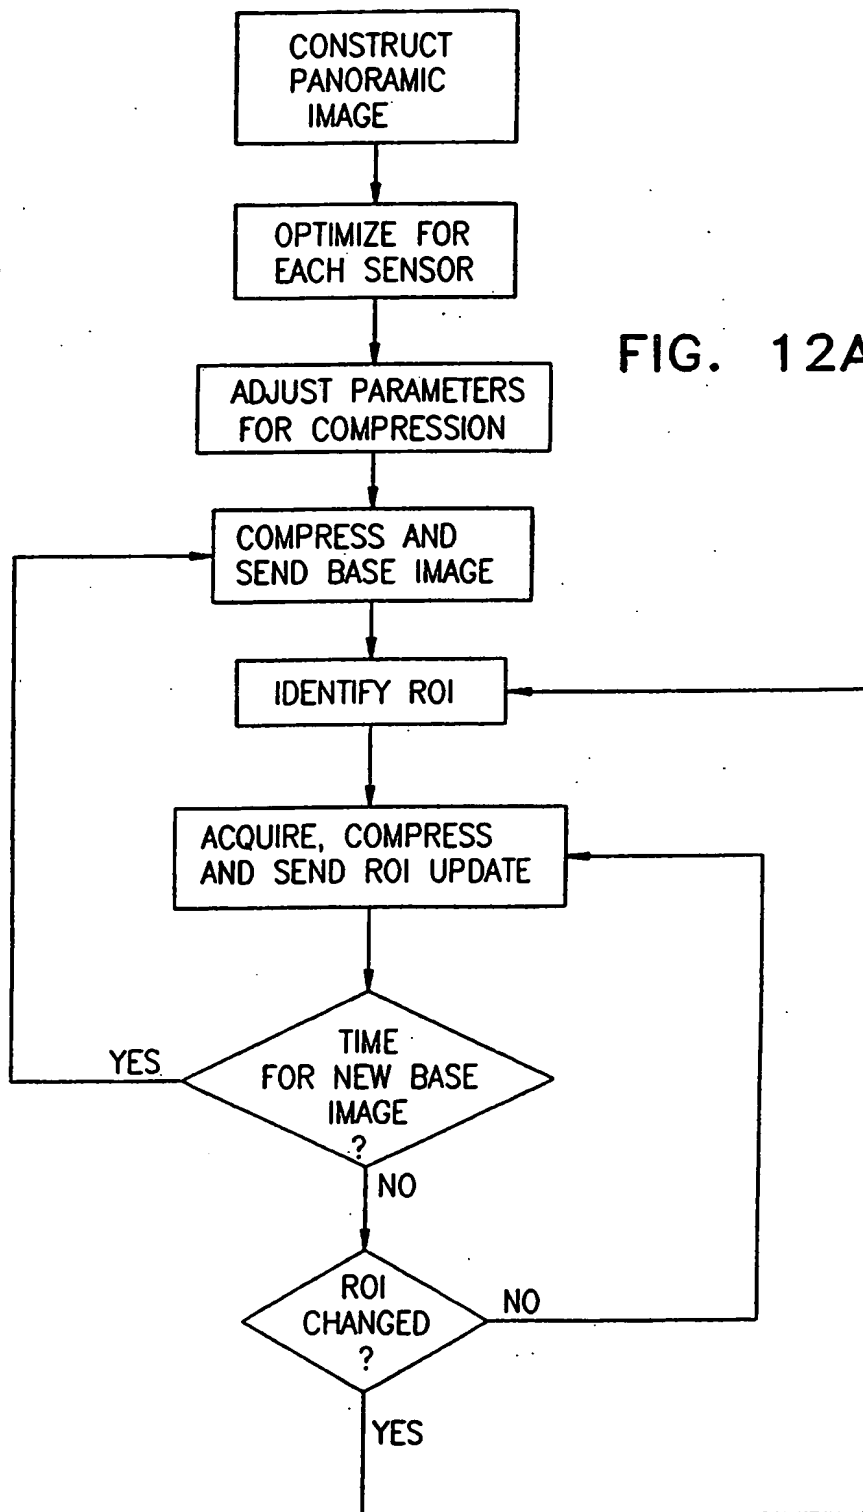 CONSTRUCT
PANORAMIC
IMAGE
OPTIMIZE FOR
EACH SENSOR
FIG. 12A
ADJUST PARAMETERS
FOR COMPRESSION
COMPRESS AND
SEND BASE IMAGE
IDENTIFY ROI
ACQUIRE, COMPRESS
AND SEND ROI UPDATE
TIME
FOR NEW BASE
IMAGE
?
YES
NO
ROI
CHANGED
?
NO
YES